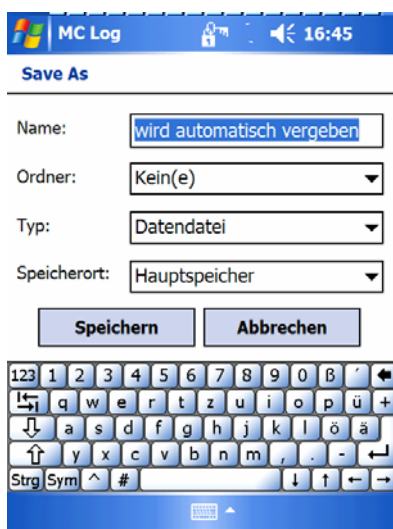 MC Log 16:45
Save As
Name: wird automatisch vergeben
Ordner: Kein(e)
Typ: Datendatei
Speicherort: Hauptspeicher
Speichern Abbrechen
123 1 2 3 4 5 6 7 8 9 0 ß ´
q w e r t z u i o p ü +
a s d f g h j k l ö ä
y x c v b n m , . -
Strg Sym ^ #